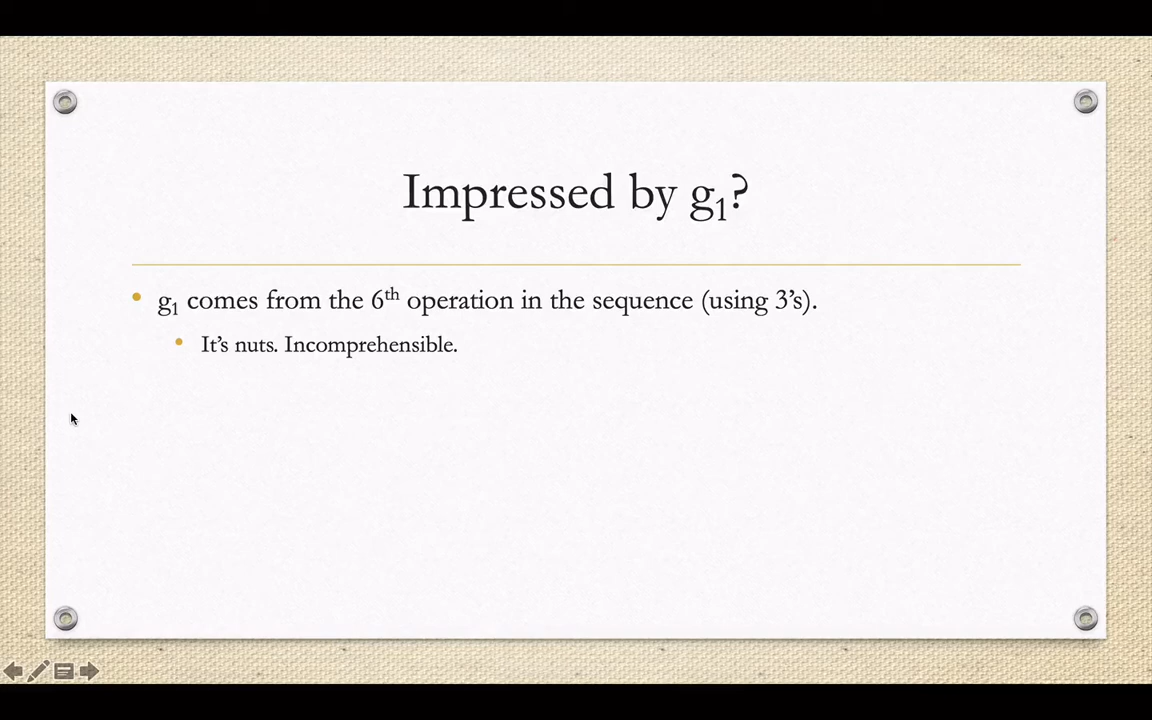 Impressed by g₁?
g₁ comes from the 6ᵗʰ operation in the sequence (using 3’s).
It’s nuts. Incomprehensible.